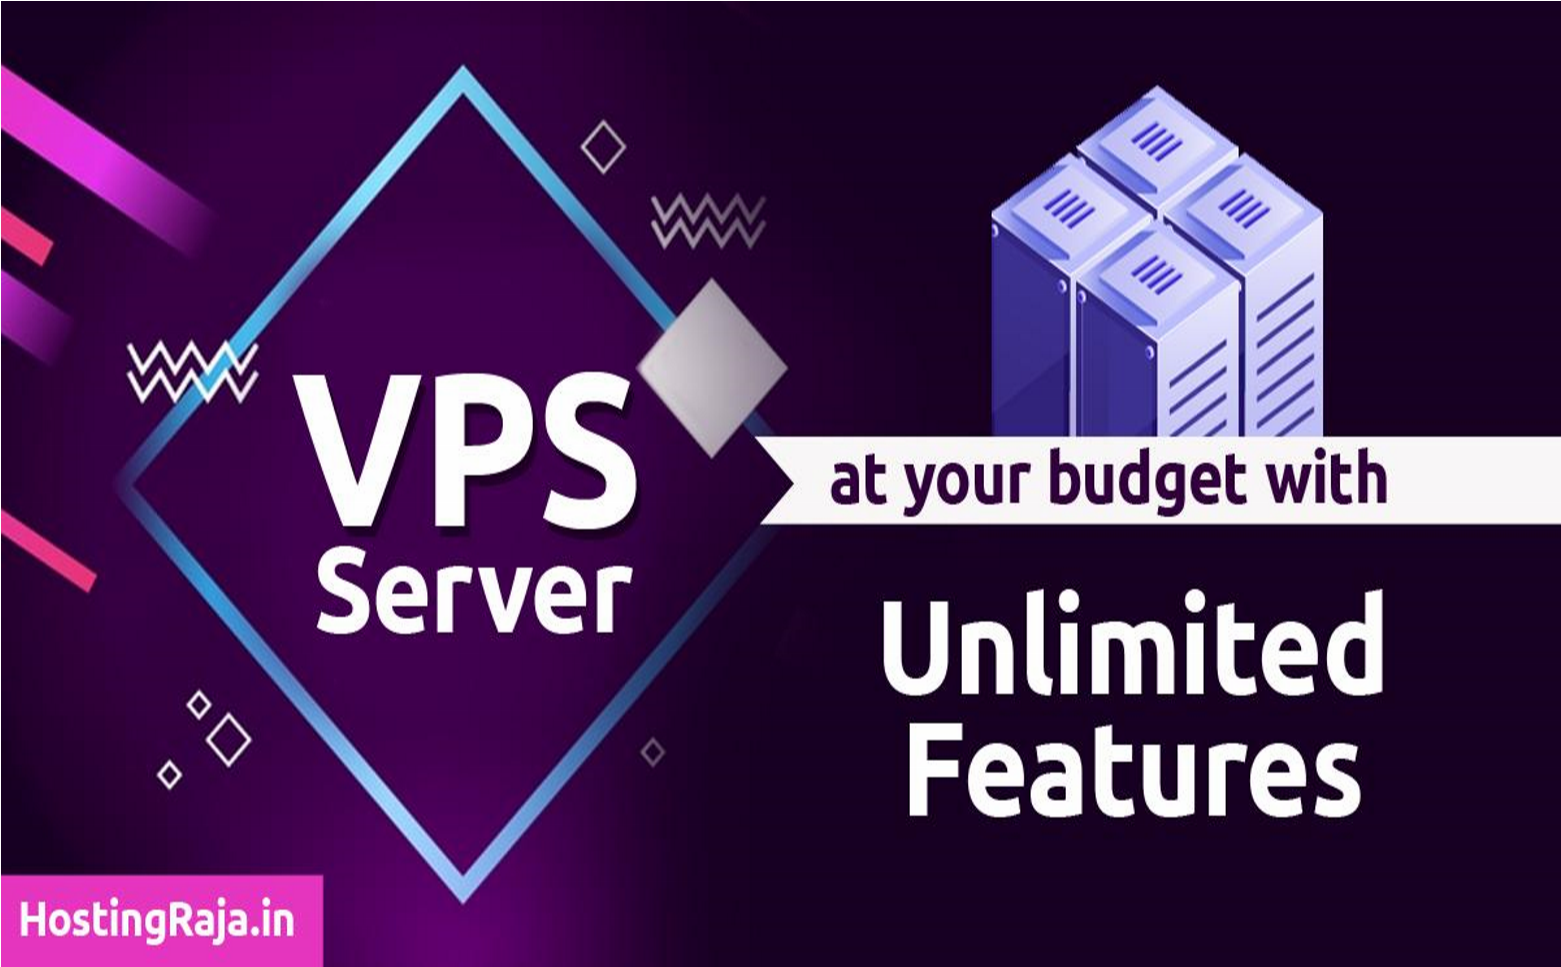 VPS
Server
at your budget with
Unlimited
Features
HostingRaja.in